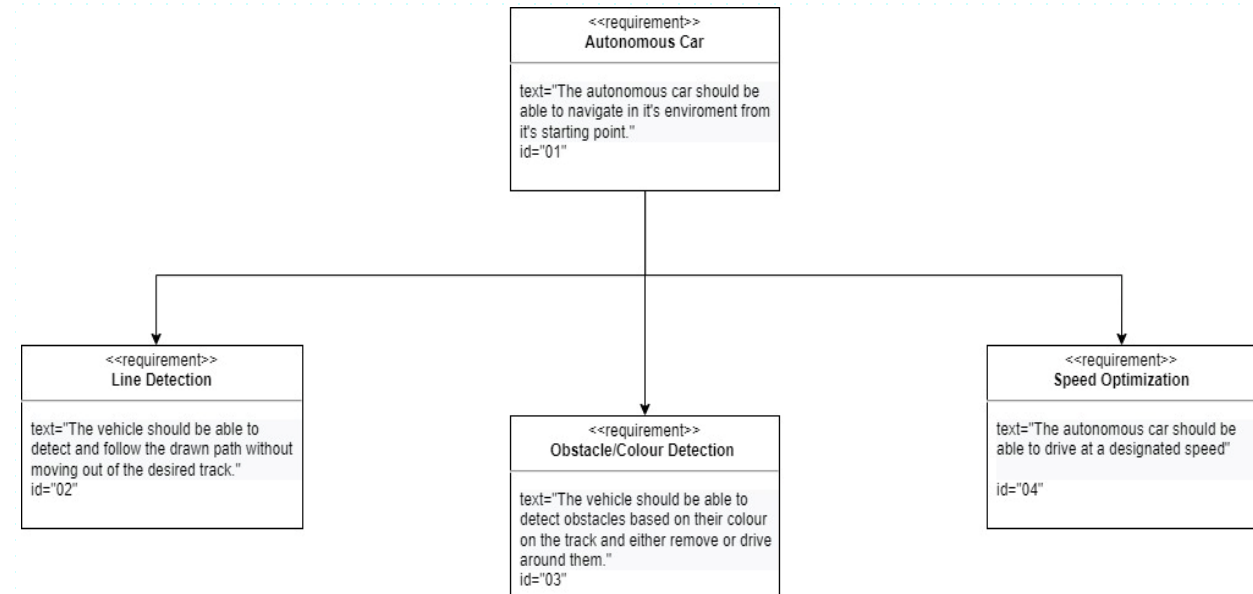 <<requirement>>
Autonomous Car
text="The autonomous car should be
able to navigate in it's enviroment from
it's starting point."
id="01"
<<requirement>>
Line Detection
text="The vehicle should be able to
detect and follow the drawn path without
moving out of the desired track."
id="02"
<<requirement>>
Obstacle/Colour Detection
text="The vehicle should be able to
detect obstacles based on their colour
on the track and either remove or drive
around them."
id="03"
<<requirement>>
Speed Optimization
text="The autonomous car should be
able to drive at a designated speed"
id="04"